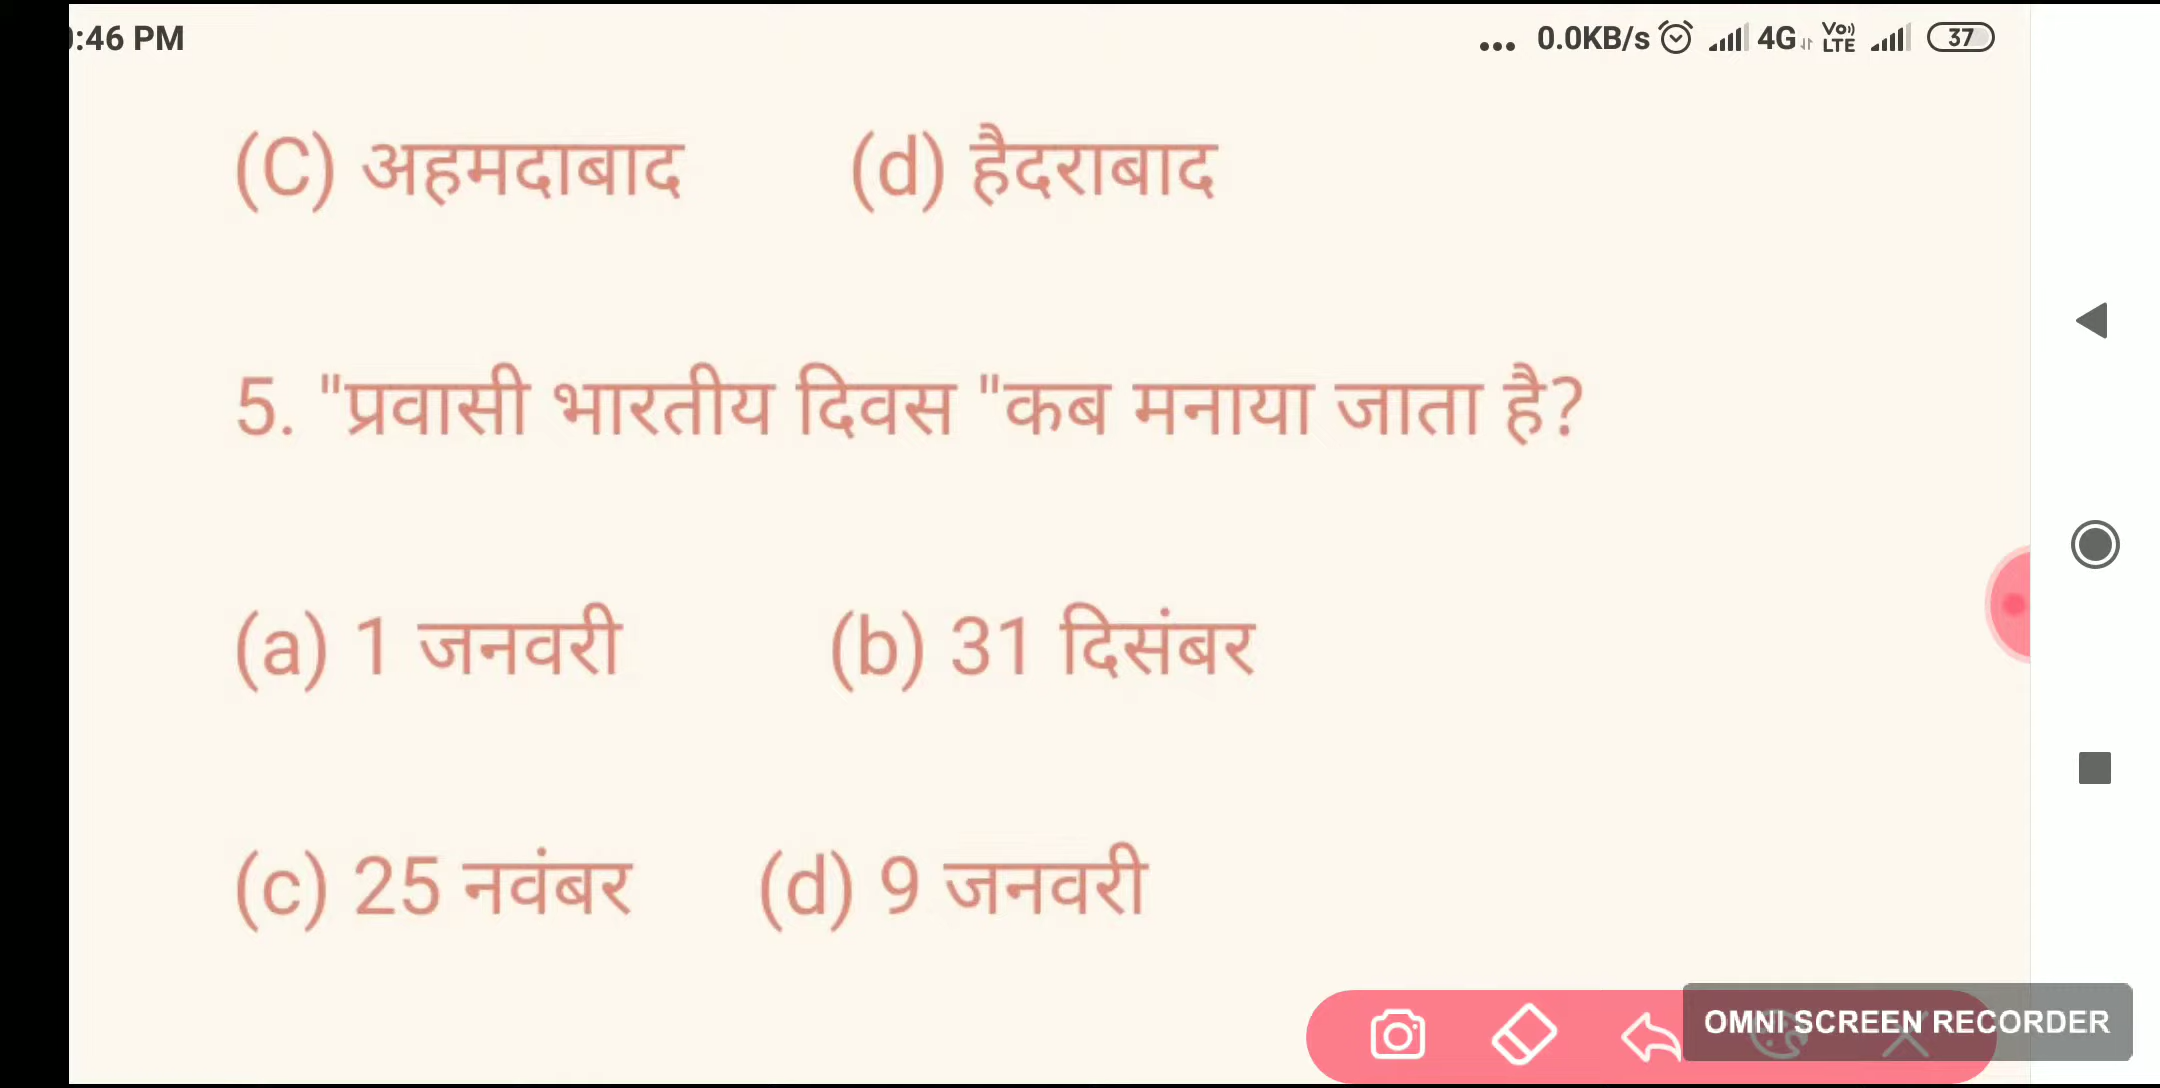 :46 PM ... 0.0KB/s 4G Vo)) LTE 37
(C) अहमदाबाद (d) हैदराबाद
5. "प्रवासी भारतीय दिवस "कब मनाया जाता है?
(a) 1 जनवरी (b) 31 दिसंबर
(c) 25 नवंबर (d) 9 जनवरी
OMNI SCREEN RECORDER